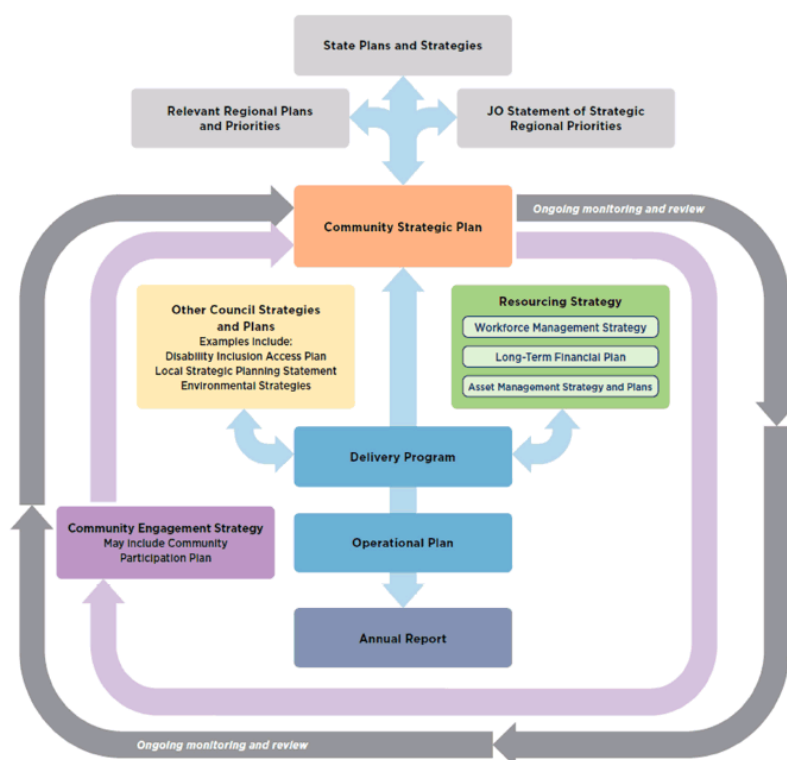 State Plans and Strategies
Relevant Regional Plans
and Priorities
JO Statement of Strategic
Regional Priorities
Community Strategic Plan
Ongoing monitoring and review
Other Council Strategies
and Plans
Examples Include:
Disability Inclusion Access Plan
Local Strategic Planning Statement
Environmental Strategies
Resourcing Strategy
Workforce Management Strategy
Long-Term Financial Plan
Asset Management Strategy and Plans
Delivery Program
Community Engagement Strategy
May Include Community
Participation Plan
Operational Plan
Annual Report
Ongoing monitoring and review